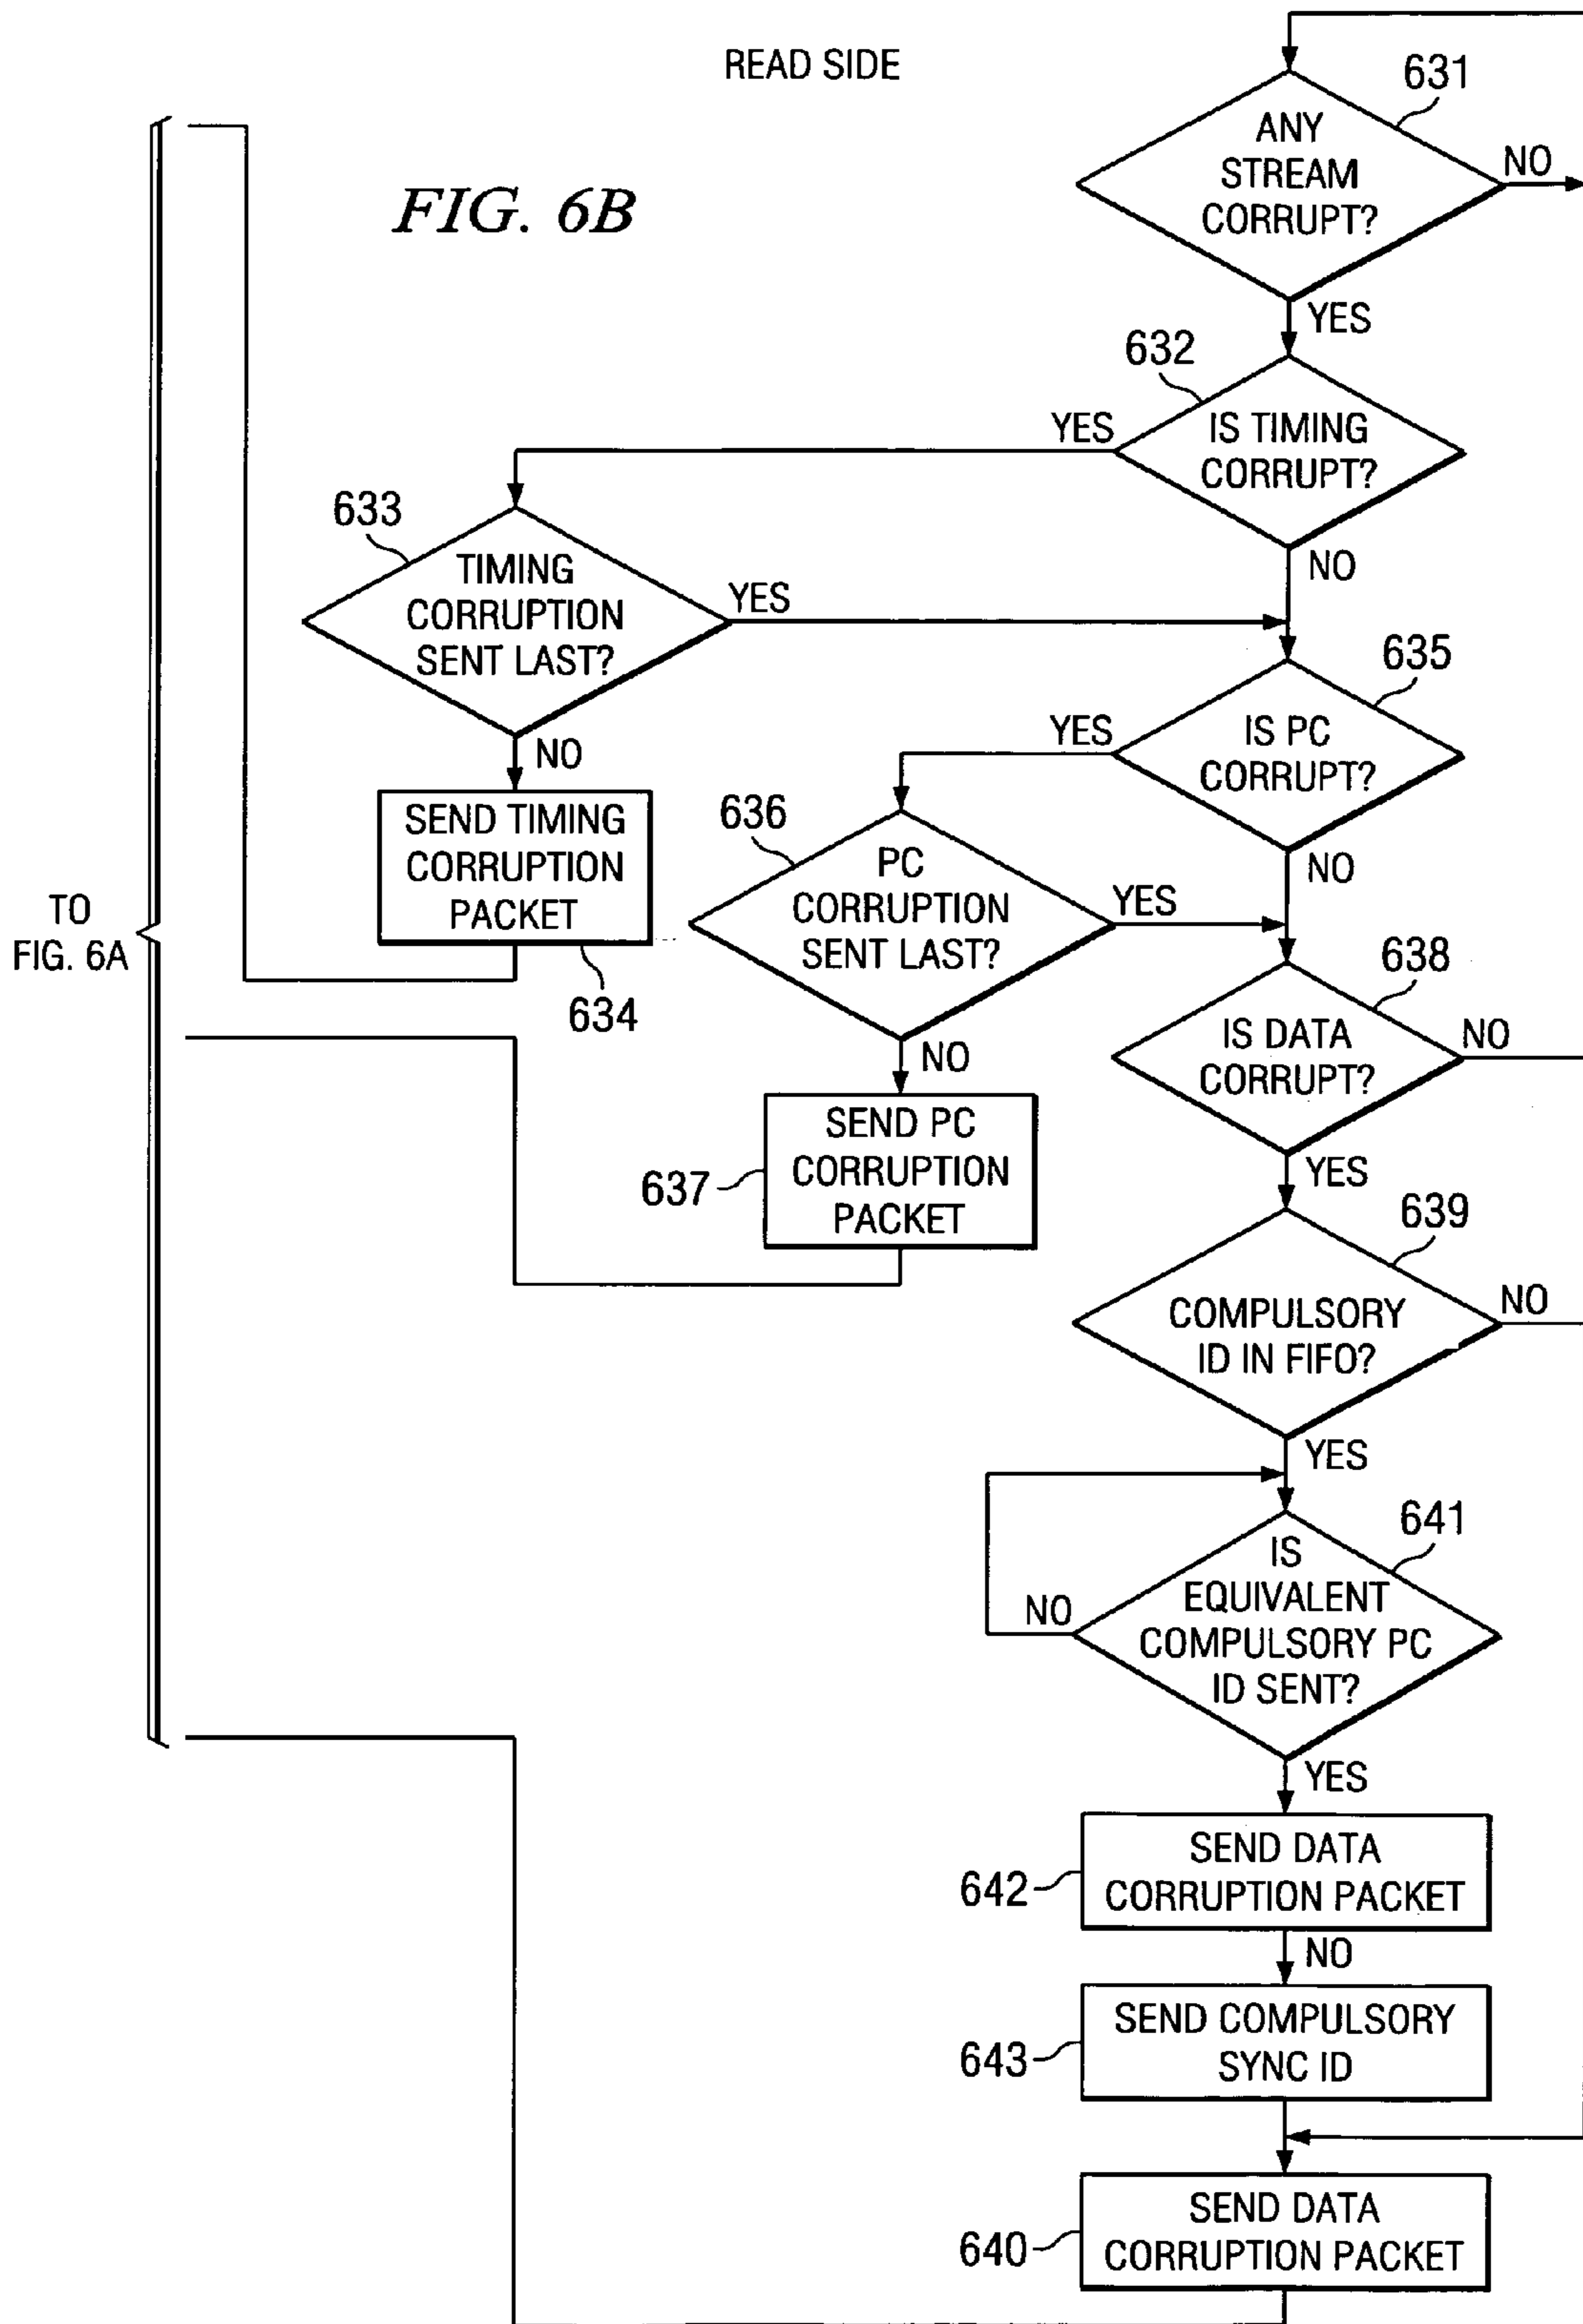 READ SIDE
FIG. 6B
631
ANY
STREAM
CORRUPT?
NO
YES
632
IS TIMING
CORRUPT?
YES
NO
633
TIMING
CORRUPTION
SENT LAST?
YES
NO
635
IS PC
CORRUPT?
YES
NO
SEND TIMING
CORRUPTION
PACKET
634
636
PC
CORRUPTION
SENT LAST?
YES
NO
TO
FIG. 6A
638
IS DATA
CORRUPT?
NO
YES
SEND PC
CORRUPTION
PACKET
637
639
COMPULSORY
ID IN FIFO?
NO
YES
641
IS
EQUIVALENT
COMPULSORY PC
ID SENT?
NO
YES
SEND DATA
CORRUPTION PACKET
642
NO
SEND COMPULSORY
SYNC ID
643
SEND DATA
CORRUPTION PACKET
640